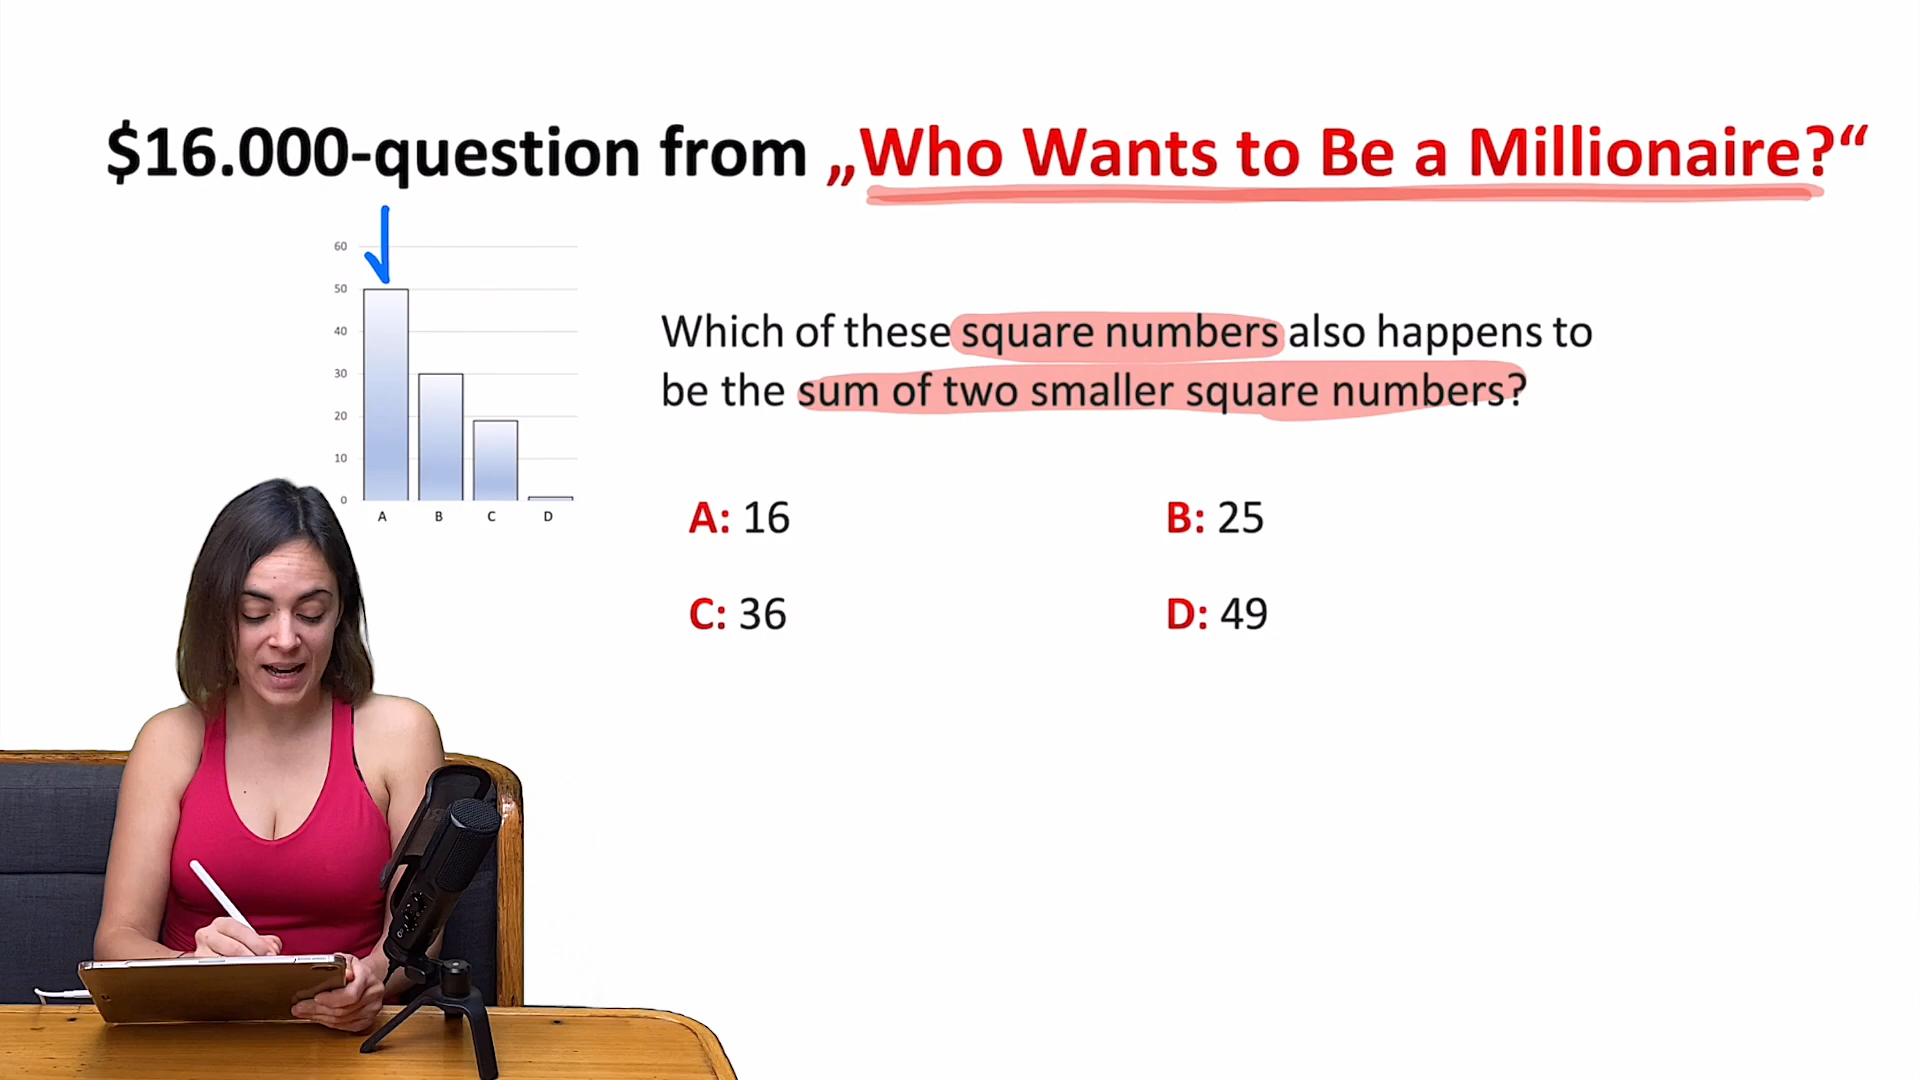 $16.000-question from „Who Wants to Be a Millionaire?“
60
50
40
30
20
10
0
A B C D
Which of these square numbers also happens to
be the sum of two smaller square numbers?
A: 16 B: 25
C: 36 D: 49